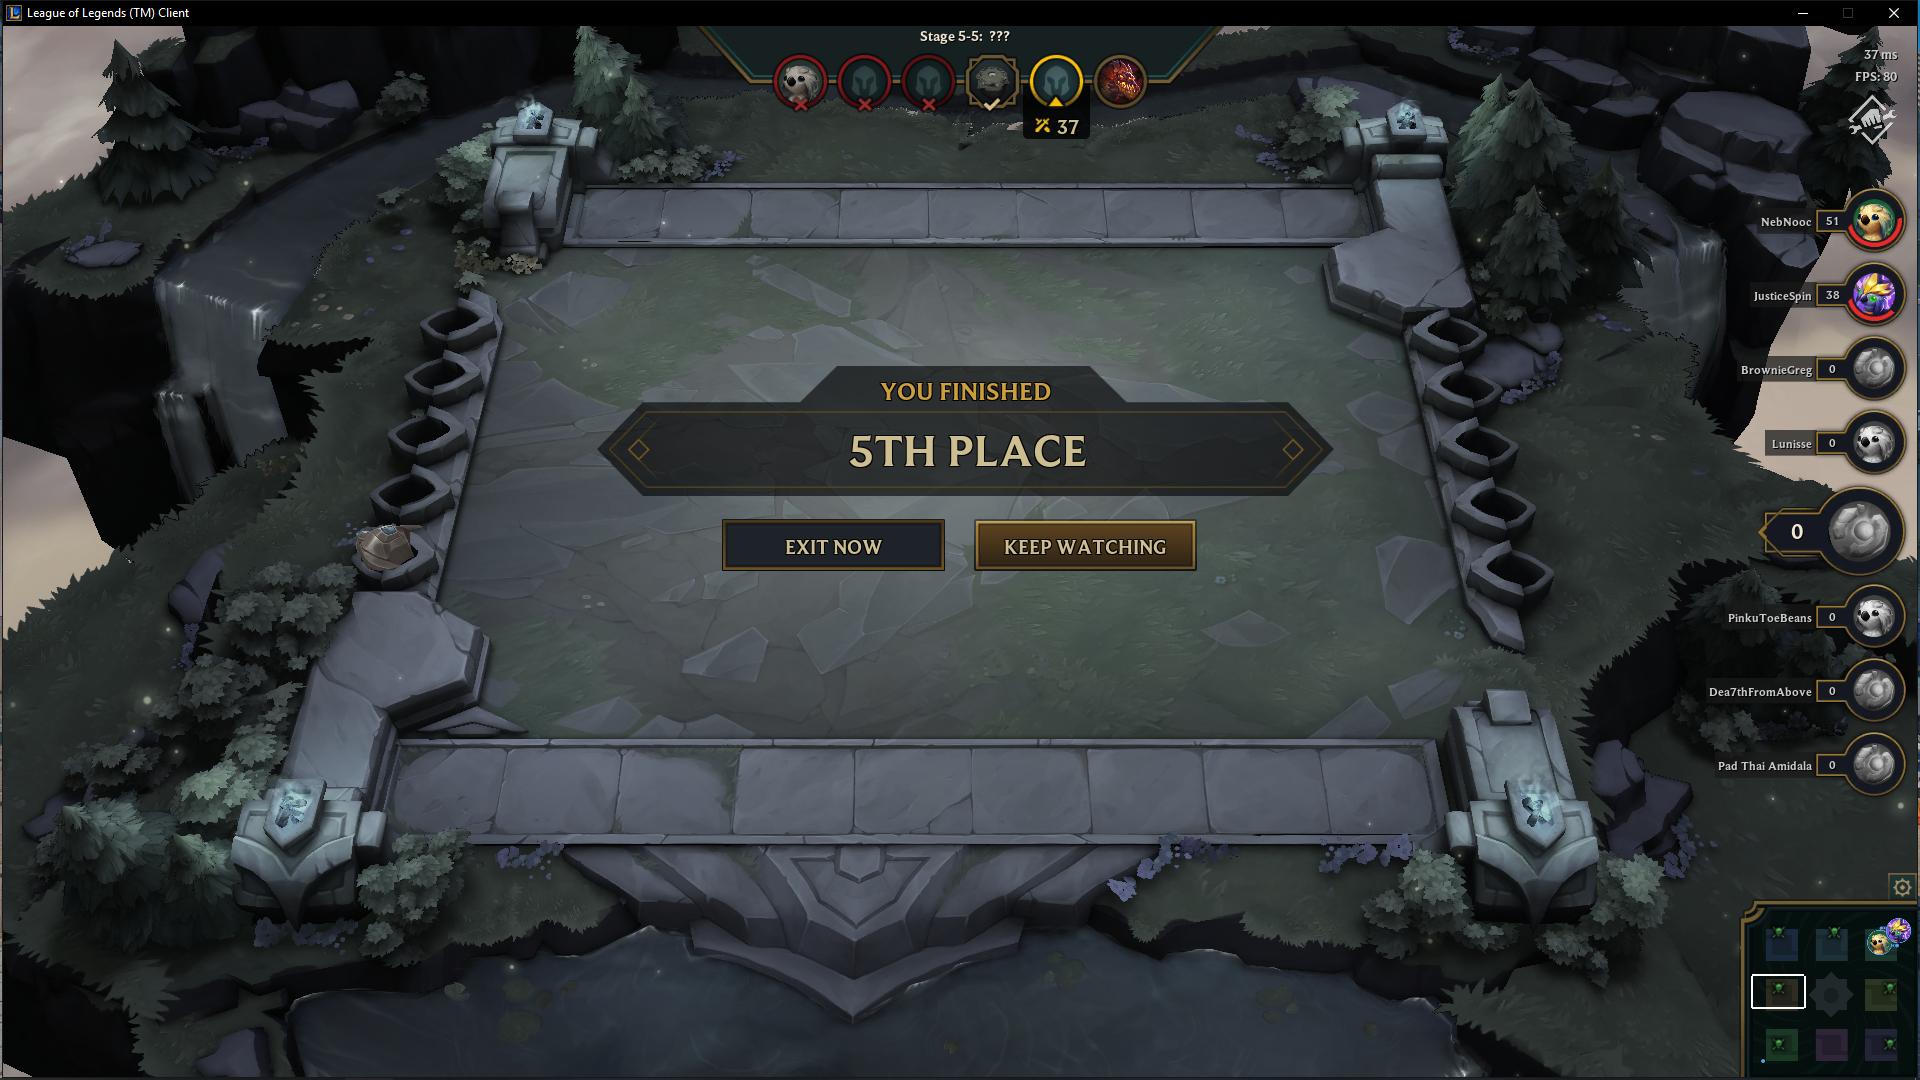 League of Legends (TM) Client
Stage 5-5: ???
37 ms
FPS: 80
37
NebNooc 51
JusticeSpin 38
BrownieGreg 0
YOU FINISHED
5TH PLACE
Lunisse 0
0
EXIT NOW
KEEP WATCHING
PinkuToeBeans 0
Dea7thFromAbove 0
Pad Thai Amidala 0